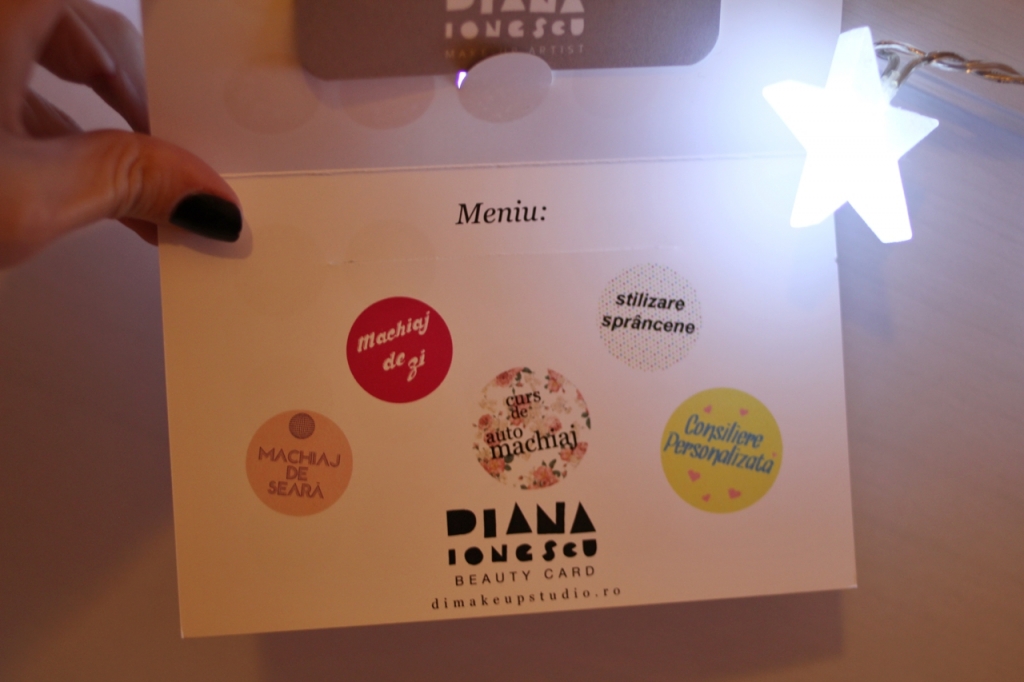 DIANA
IONESCU
MAKEUP ARTIST
Meniu:
Machiaj
de zi
stilizare
sprâncene
curs
de
auto
machiaj
MACHIAJ
DE
SEARĂ
Consiliere
Personalizată
DIANA
IONESCU
BEAUTY CARD
dimakeupstudio.ro